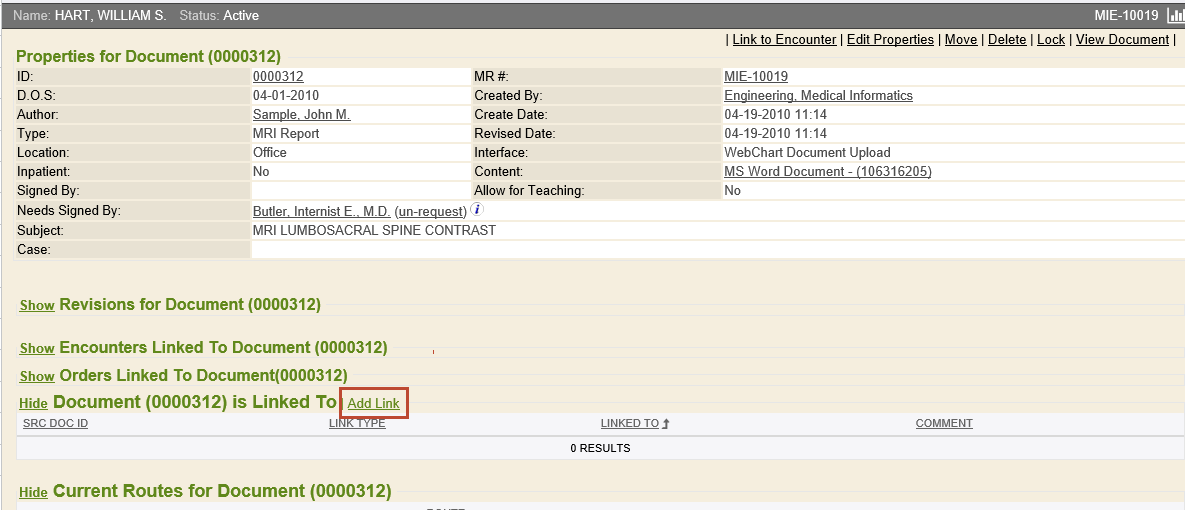 Name: HART, WILLIAM S. Status: Active MIE-10019
| Link to Encounter | Edit Properties | Move | Delete | Lock | View Document |
Properties for Document (0000312)
ID: 0000312 MR #: MIE-10019
D.O.S: 04-01-2010 Created By: Engineering, Medical Informatics
Author: Sample, John M. Create Date: 04-19-2010 11:14
Type: MRI Report Revised Date: 04-19-2010 11:14
Location: Office Interface: WebChart Document Upload
Inpatient: No Content: MS Word Document - (106316205)
Signed By: Allow for Teaching: No
Needs Signed By: Butler, Internist E., M.D. (un-request) i
Subject: MRI LUMBOSACRAL SPINE CONTRAST
Case:
Show Revisions for Document (0000312)
Show Encounters Linked To Document (0000312)
Show Orders Linked To Document(0000312)
Hide Document (0000312) is Linked To | Add Link
SRC DOC ID LINK TYPE LINKED TO COMMENT
0 RESULTS
Hide Current Routes for Document (0000312)